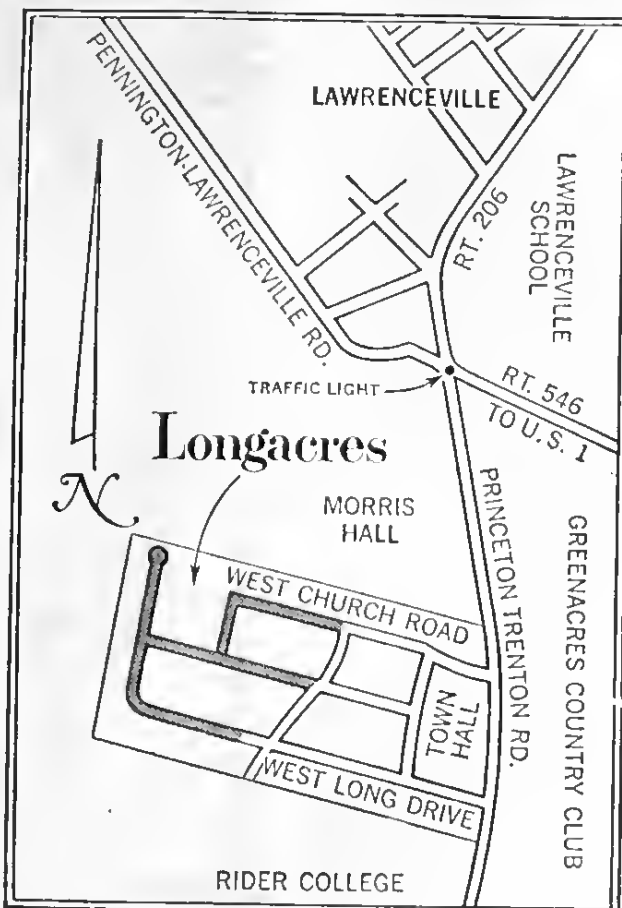 PENNINGTON-LAWRENCEVILLE RD.
LAWRENCEVILLE
RT. 206
LAWRENCEVILLE
SCHOOL
TRAFFIC LIGHT
RT. 546
TO U.S. 1
Longacres
N
MORRIS
HALL
PRINCETON TRENTON RD.
GREENACRES COUNTRY CLUB
WEST CHURCH ROAD
TOWN
HALL
WEST LONG DRIVE
RIDER COLLEGE